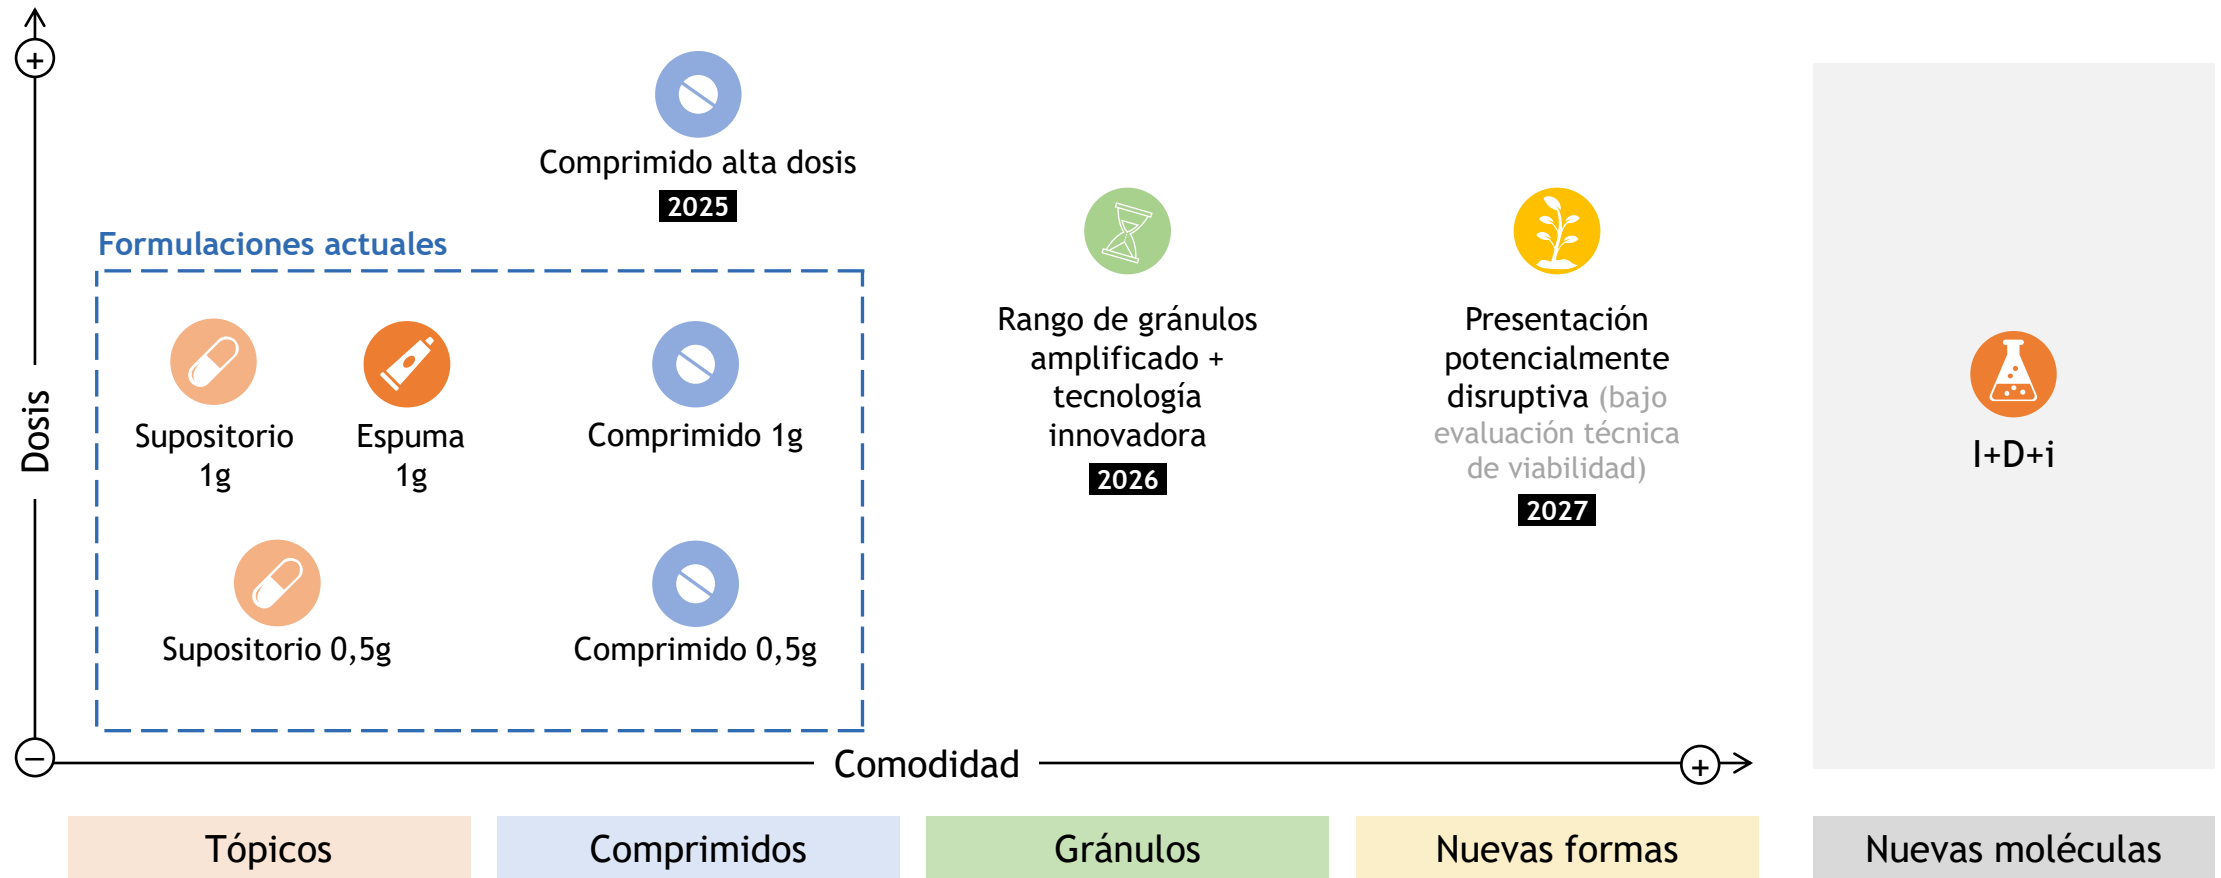 +
Comprimido alta dosis
2025
Formulaciones actuales
Supositorio
1g
Espuma
1g
Comprimido 1g
Supositorio 0,5g
Comprimido 0,5g
Rango de gránulos
amplificado +
tecnología
innovadora
2026
Presentación
potencialmente
disruptiva (bajo
evaluación técnica
de viabilidad)
2027
I+D+i
Dosis
−
Comodidad
+
Tópicos
Comprimidos
Gránulos
Nuevas formas
Nuevas moléculas